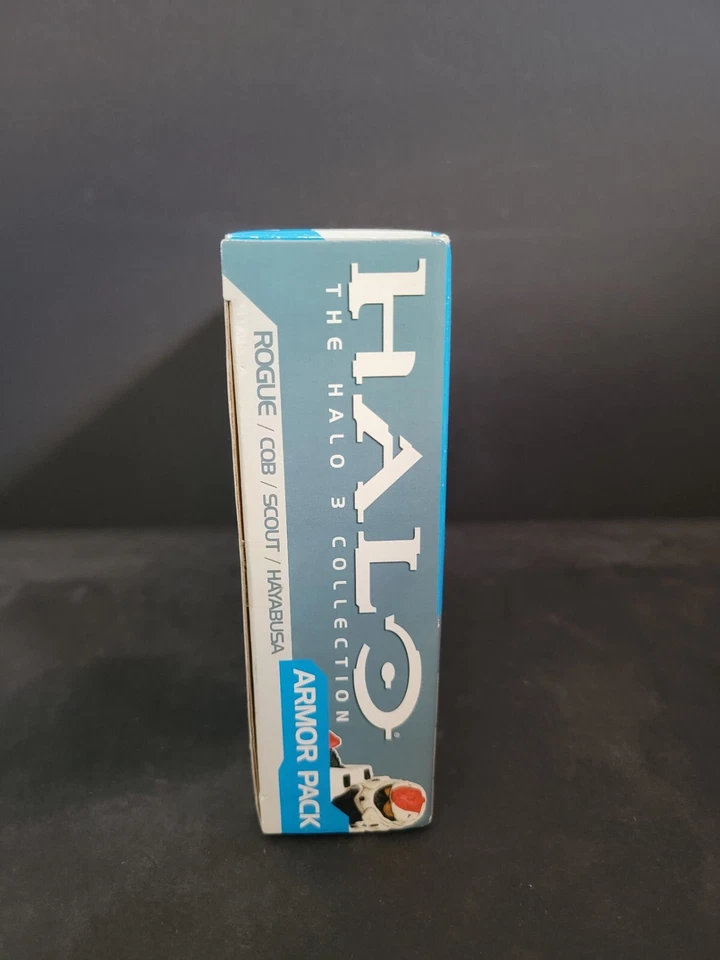 HALO®
THE HALO 3 COLLECTION
ROGUE / CQB / SCOUT / HAYABUSA
ARMOR PACK